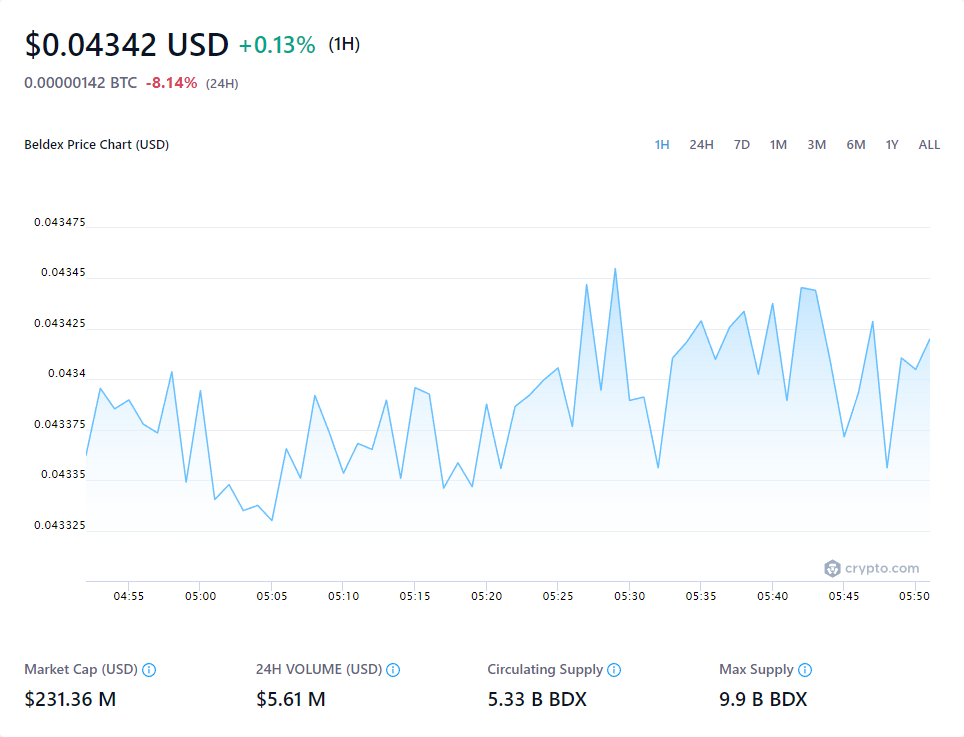 $0.04342 USD +0.13% (1H)
0.00000142 BTC -8.14% (24H)
Beldex Price Chart (USD)
1H 24H 7D 1M 3M 6M 1Y ALL
0.043475
0.04345
0.043425
0.0434
0.043375
0.04335
0.043325
crypto.com
04:55 05:00 05:05 05:10 05:15 05:20 05:25 05:30 05:35 05:40 05:45 05:50
Market Cap (USD) 24H VOLUME (USD) Circulating Supply Max Supply
$231.36 M $5.61 M 5.33 B BDX 9.9 B BDX